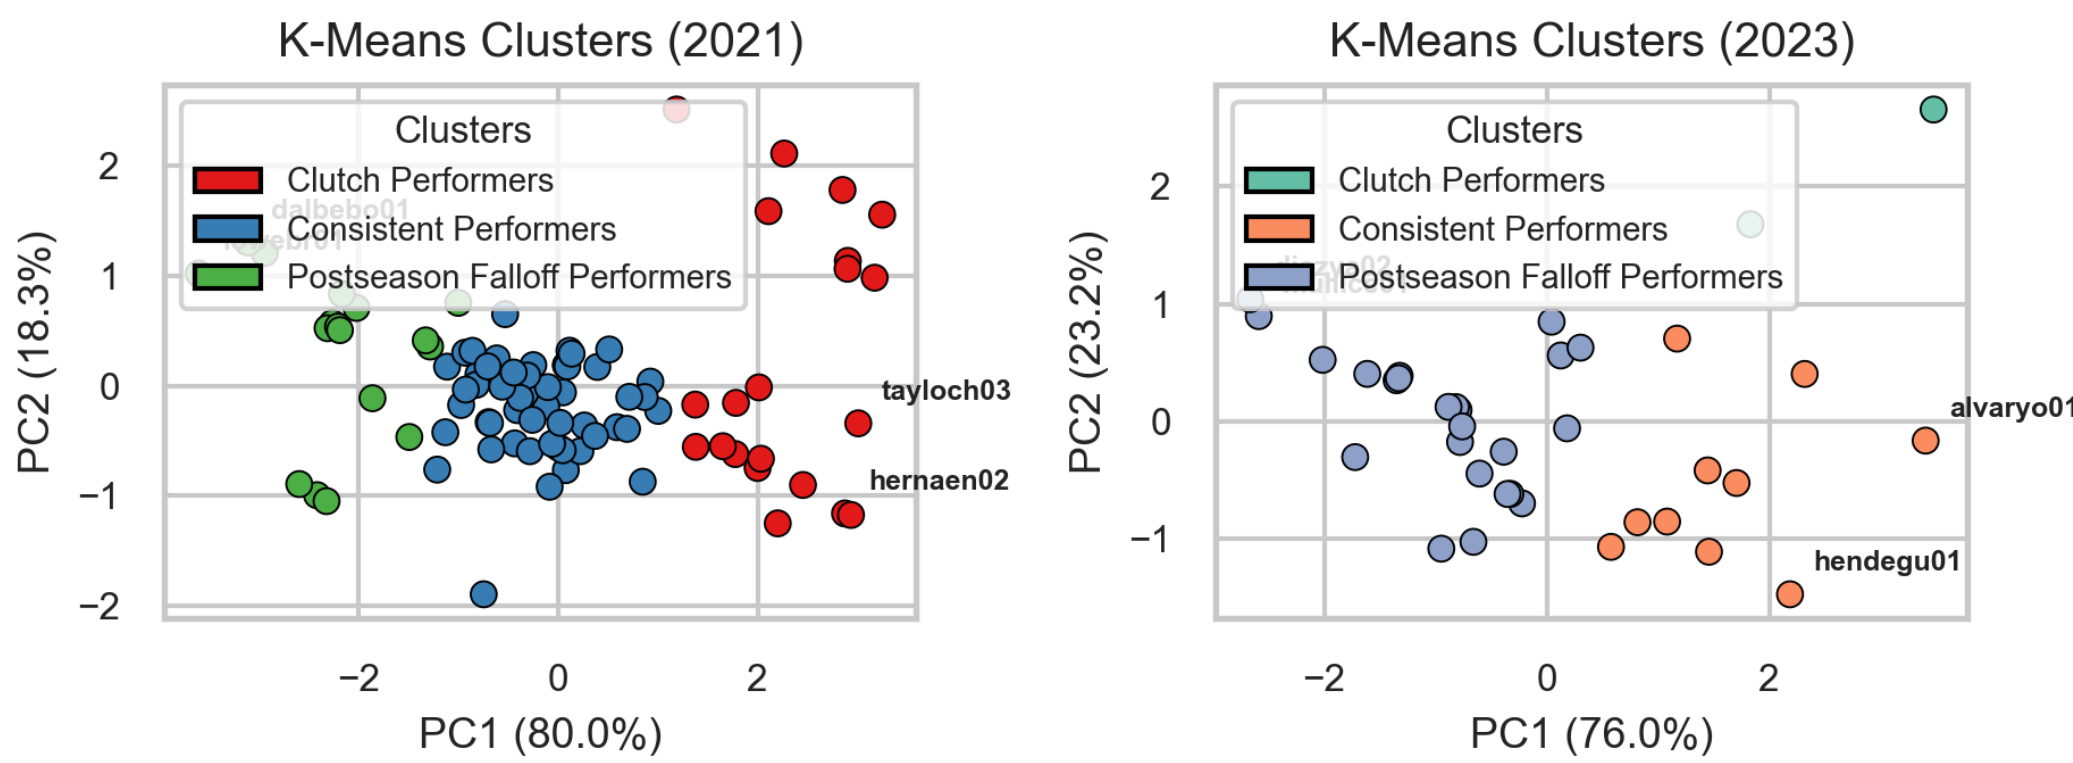 K-Means Clusters (2021)
Clusters
Clutch Performers
dalbebo01
Consistent Performers
Postseason Falloff Performers
tayloch03
hernaen02
2
1
0
−1
−2
−2
0
2
PC1 (80.0%)
PC2 (18.3%)
K-Means Clusters (2023)
Clusters
Clutch Performers
Consistent Performers
Postseason Falloff Performers
alvaryo01
hendegu01
2
1
0
−1
−2
0
2
PC1 (76.0%)
PC2 (23.2%)